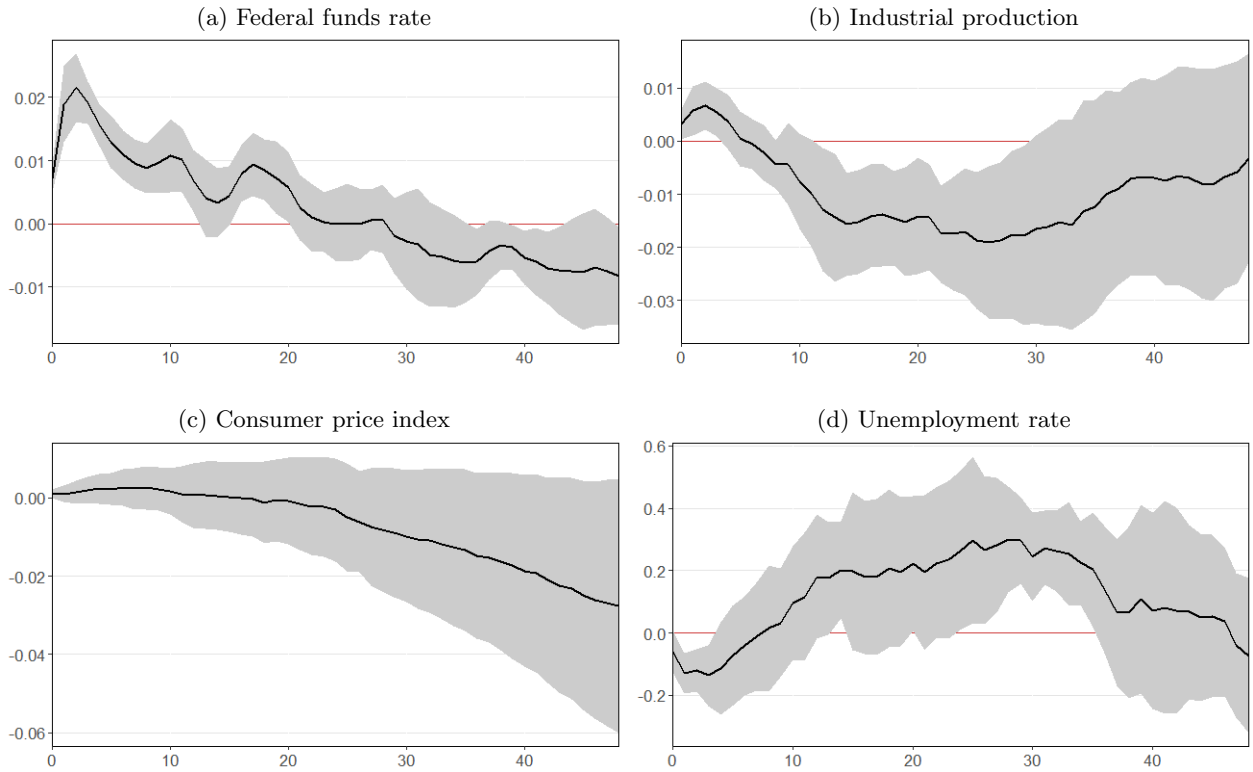 (a) Federal funds rate
0.02
0.01
0.00
-0.01
0 10 20 30 40
(b) Industrial production
0.01
0.00
-0.01
-0.02
-0.03
0 10 20 30 40
(c) Consumer price index
0.00
-0.02
-0.04
-0.06
0 10 20 30 40
(d) Unemployment rate
0.6
0.4
0.2
0.0
-0.2
0 10 20 30 40